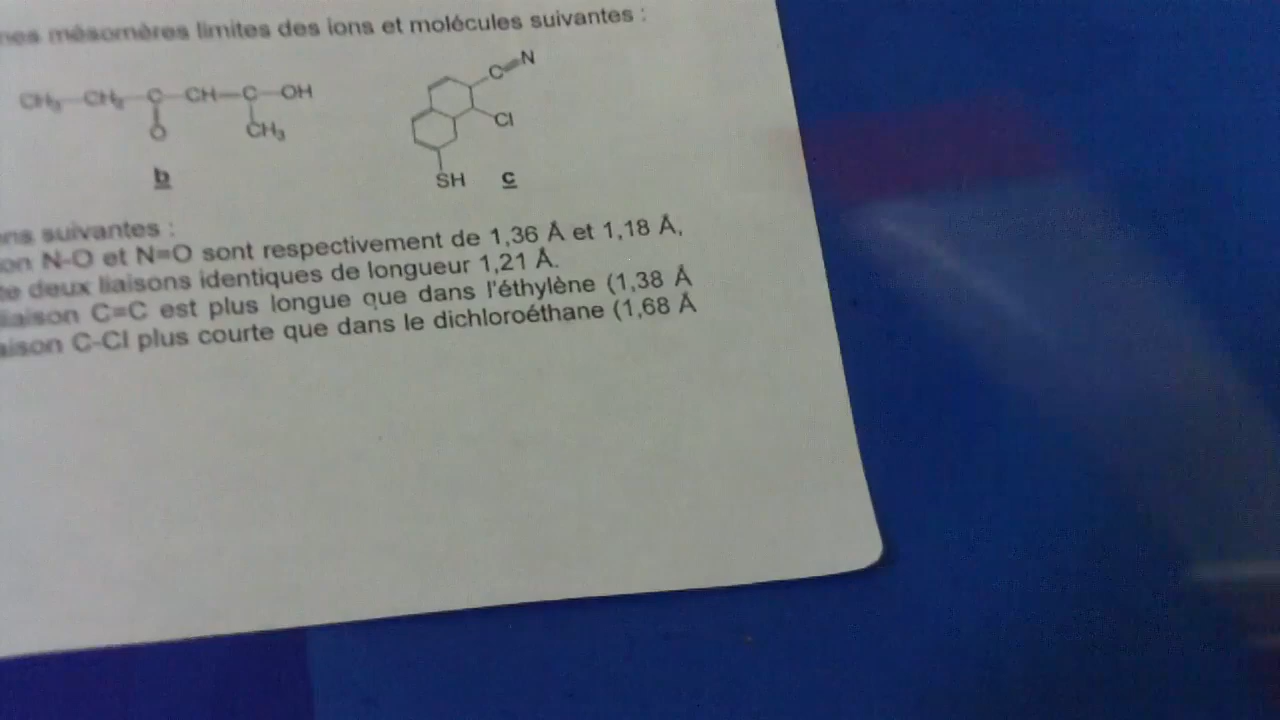 mésomères limites des ions et molécules suivantes :
C≡N
CH₃—CH₂—C—CH—C—OH
O CH₃
Cl
b
SH c
suivantes :
on N-O et N=O sont respectivement de 1,36 Å et 1,18 Å,
te deux liaisons identiques de longueur 1,21 Å.
liaison C=C est plus longue que dans l'éthylène (1,38 Å
aison C-Cl plus courte que dans le dichloroéthane (1,68 Å